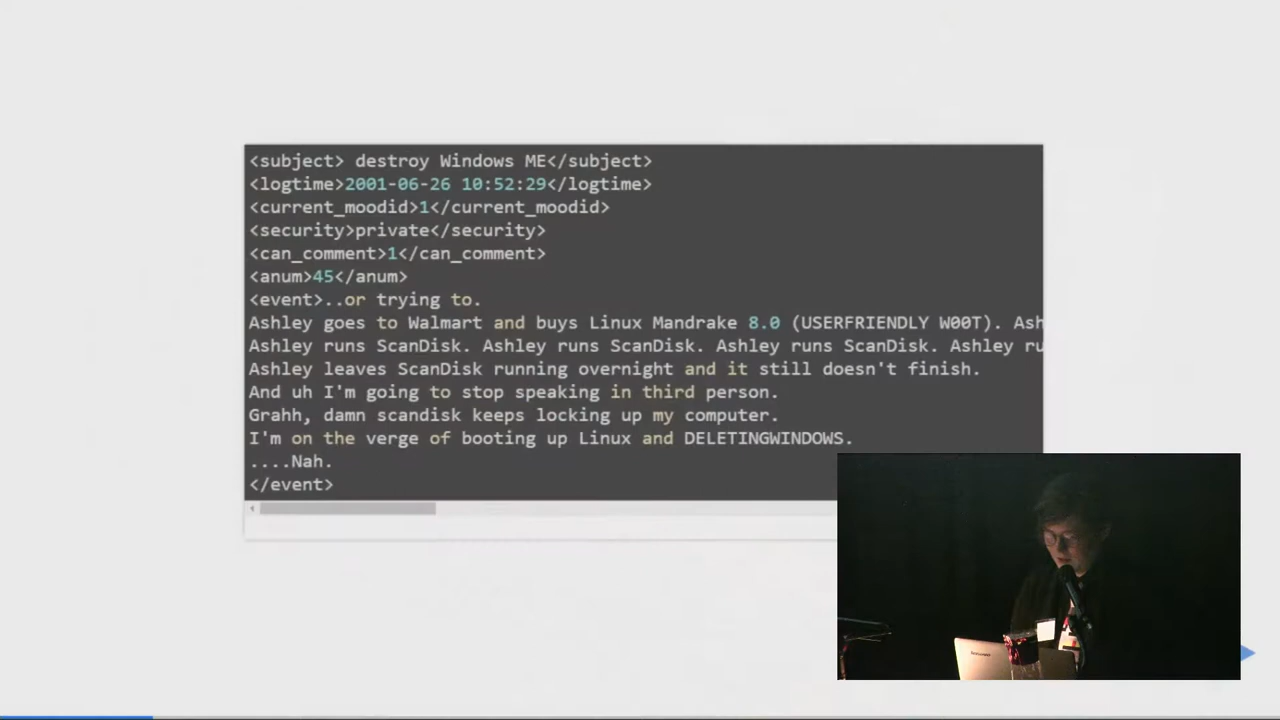 <subject> destroy Windows ME</subject>
<logtime>2001-06-26 10:52:29</logtime>
<current_moodid>1</current_moodid>
<security>private</security>
<can_comment>1</can_comment>
<anum>45</anum>
<event>..or trying to.
Ashley goes to Walmart and buys Linux Mandrake 8.0 (USERFRIENDLY W00T). Ash
Ashley runs ScanDisk. Ashley runs ScanDisk. Ashley runs ScanDisk. Ashley ru
Ashley leaves ScanDisk running overnight and it still doesn't finish.
And uh I'm going to stop speaking in third person.
Grahh, damn scandisk keeps locking up my computer.
I'm on the verge of booting up Linux and DELETINGWINDOWS.
....Nah.
</event>